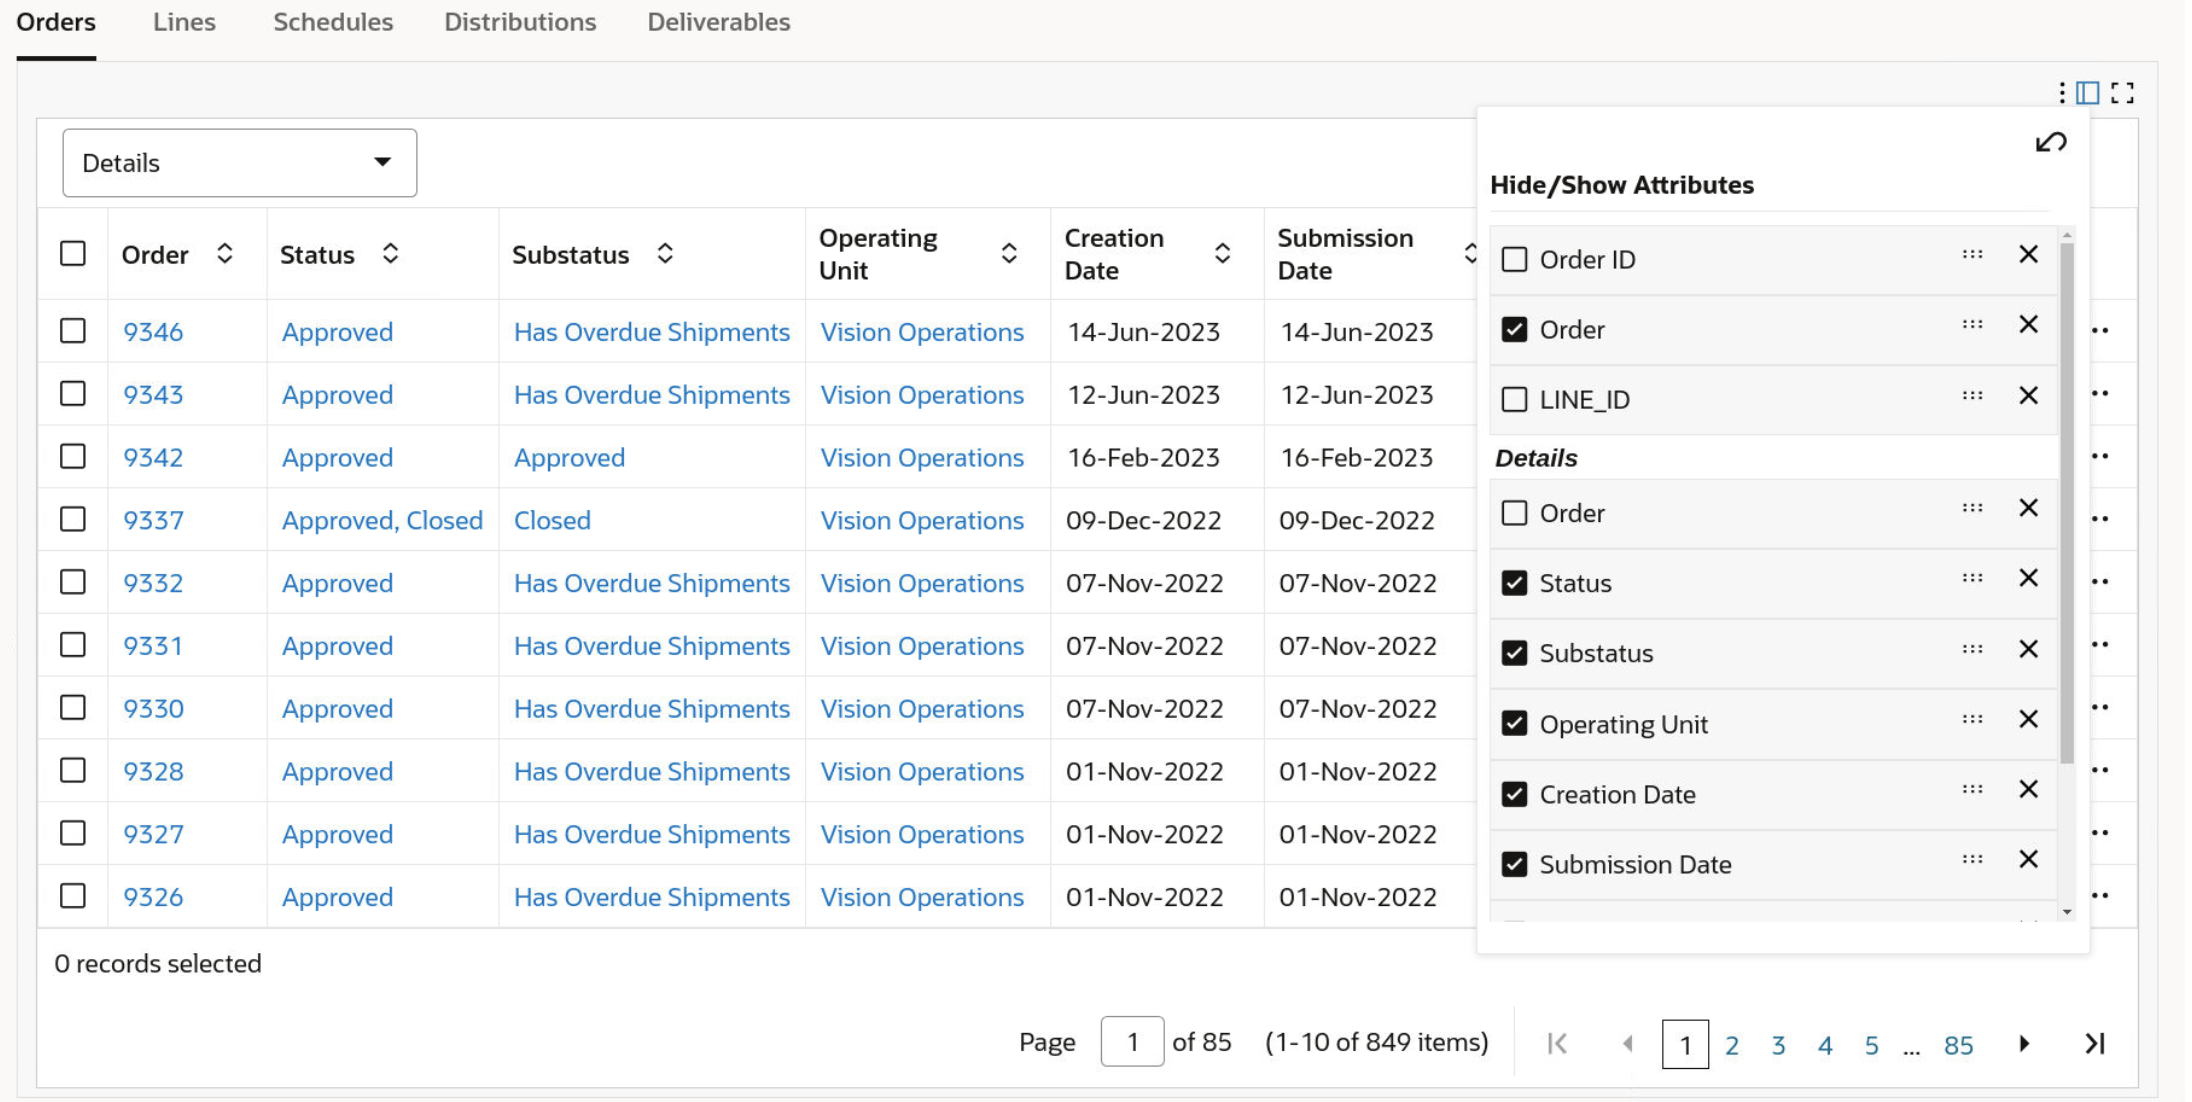 Orders Lines Schedules Distributions Deliverables
Details
Order Status Substatus Operating Unit Creation Date Submission Date
9346 Approved Has Overdue Shipments Vision Operations 14-Jun-2023 14-Jun-2023
9343 Approved Has Overdue Shipments Vision Operations 12-Jun-2023 12-Jun-2023
9342 Approved Approved Vision Operations 16-Feb-2023 16-Feb-2023
9337 Approved, Closed Closed Vision Operations 09-Dec-2022 09-Dec-2022
9332 Approved Has Overdue Shipments Vision Operations 07-Nov-2022 07-Nov-2022
9331 Approved Has Overdue Shipments Vision Operations 07-Nov-2022 07-Nov-2022
9330 Approved Has Overdue Shipments Vision Operations 07-Nov-2022 07-Nov-2022
9328 Approved Has Overdue Shipments Vision Operations 01-Nov-2022 01-Nov-2022
9327 Approved Has Overdue Shipments Vision Operations 01-Nov-2022 01-Nov-2022
9326 Approved Has Overdue Shipments Vision Operations 01-Nov-2022 01-Nov-2022
0 records selected
Page 1 of 85 (1-10 of 849 items) 1 2 3 4 5 ... 85
Hide/Show Attributes
Order ID
Order
LINE_ID
Details
Order
Status
Substatus
Operating Unit
Creation Date
Submission Date